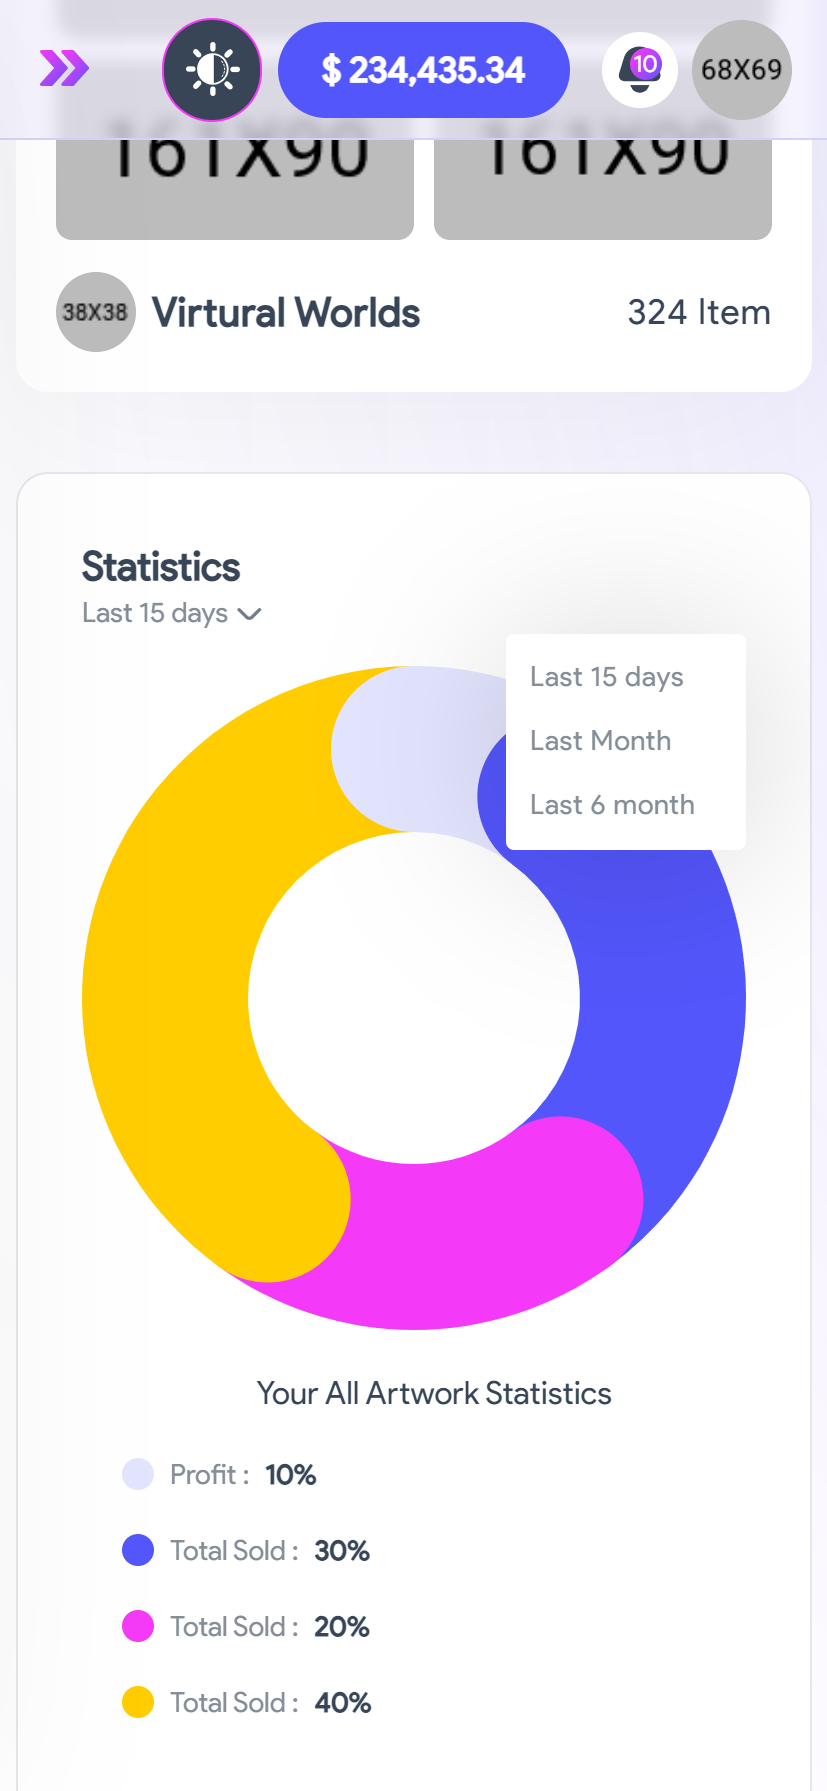 $ 234,435.34
10
68X69
161X90
161X90
38X38
Virtural Worlds
324 Item
Statistics
Last 15 days
Last 15 days
Last Month
Last 6 month
Your All Artwork Statistics
Profit : 10%
Total Sold : 30%
Total Sold : 20%
Total Sold : 40%